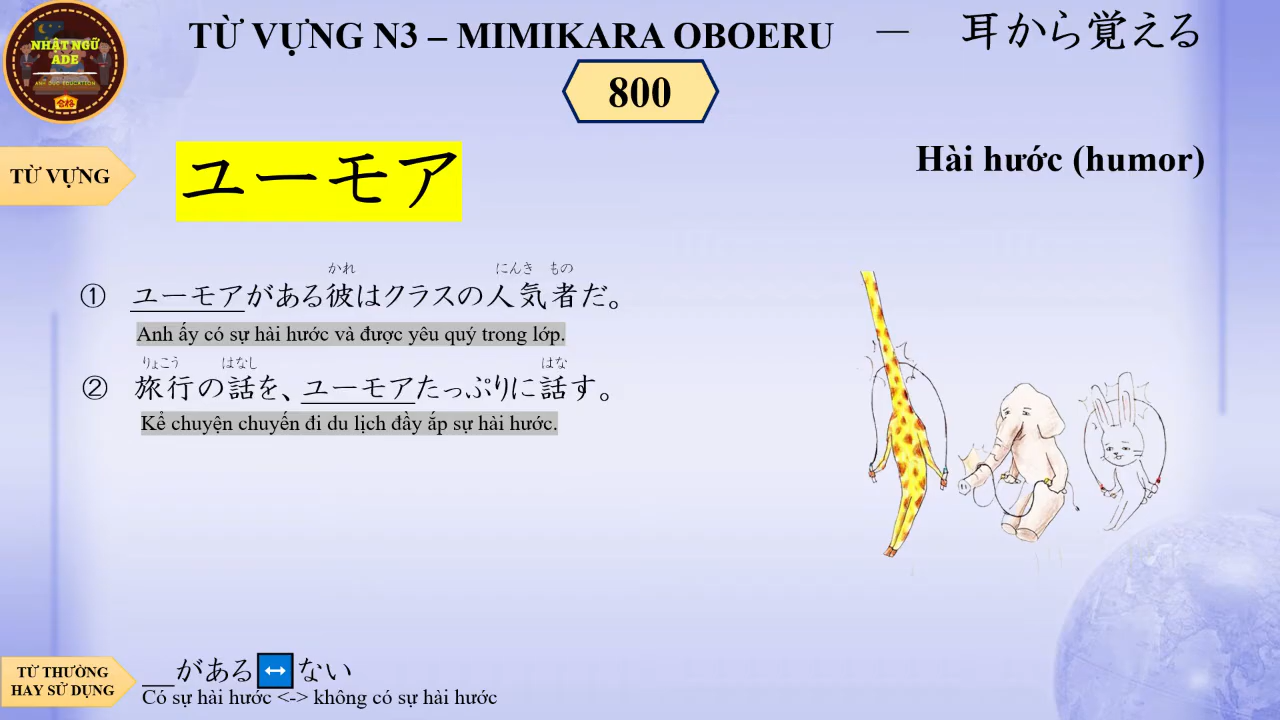 NHẬT NGỮ
ADE
ANH DUC EDUCATION
合格
TỪ VỰNG N3 – MIMIKARA OBOERU － 耳から覚える
800
TỪ VỰNG
ユーモア
Hài hước (humor)
かれ にんき もの
① ユーモアがある彼はクラスの人気者だ。
Anh ấy có sự hài hước và được yêu quý trong lớp.
りょこう はなし はな
② 旅行の話を、ユーモアたっぷりに話す。
Kể chuyện chuyến đi du lịch đầy ắp sự hài hước.
TỪ THƯỜNG
HAY SỬ DỤNG
__がある↔ない
Có sự hài hước <-> không có sự hài hước